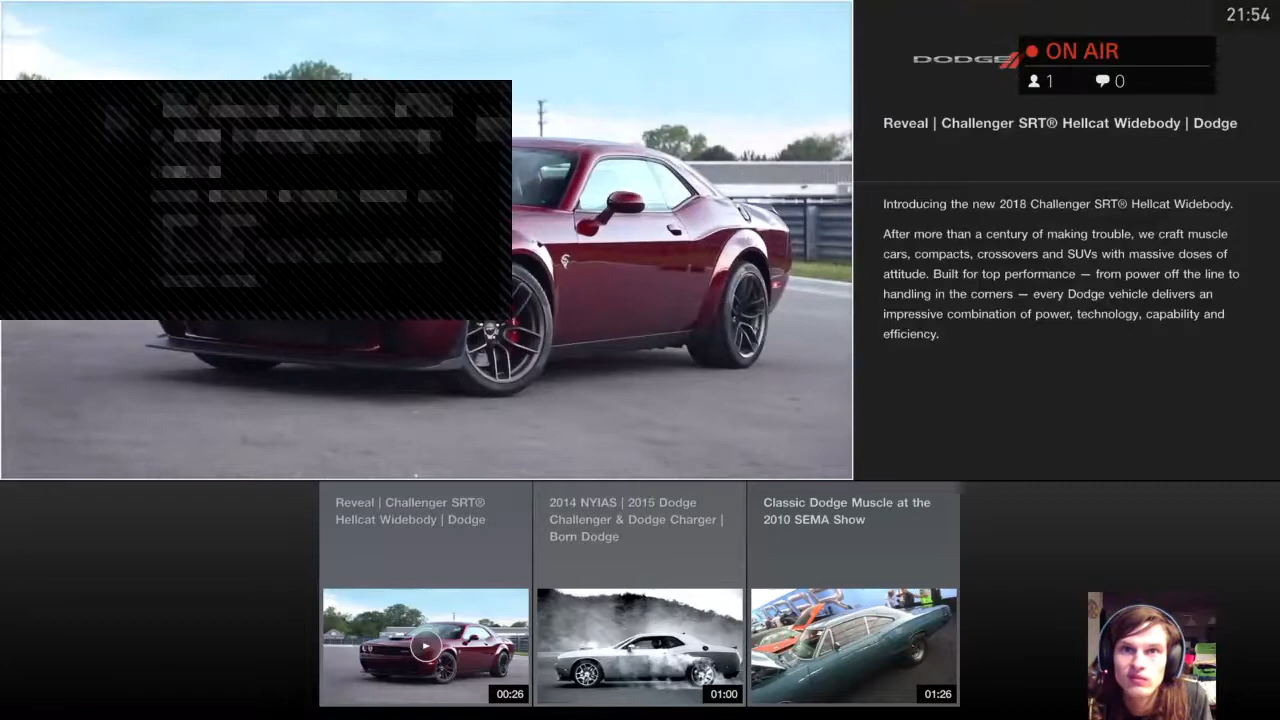 21:54
DODGE
ON AIR
1 0
Reveal | Challenger SRT® Hellcat Widebody | Dodge
Introducing the new 2018 Challenger SRT® Hellcat Widebody.
After more than a century of making trouble, we craft muscle
cars, compacts, crossovers and SUVs with massive doses of
attitude. Built for top performance — from power off the line to
handling in the corners — every Dodge vehicle delivers an
impressive combination of power, technology, capability and
efficiency.
Reveal | Challenger SRT®
Hellcat Widebody | Dodge
00:26
2014 NYIAS | 2015 Dodge
Challenger & Dodge Charger |
Born Dodge
01:00
Classic Dodge Muscle at the
2010 SEMA Show
01:26